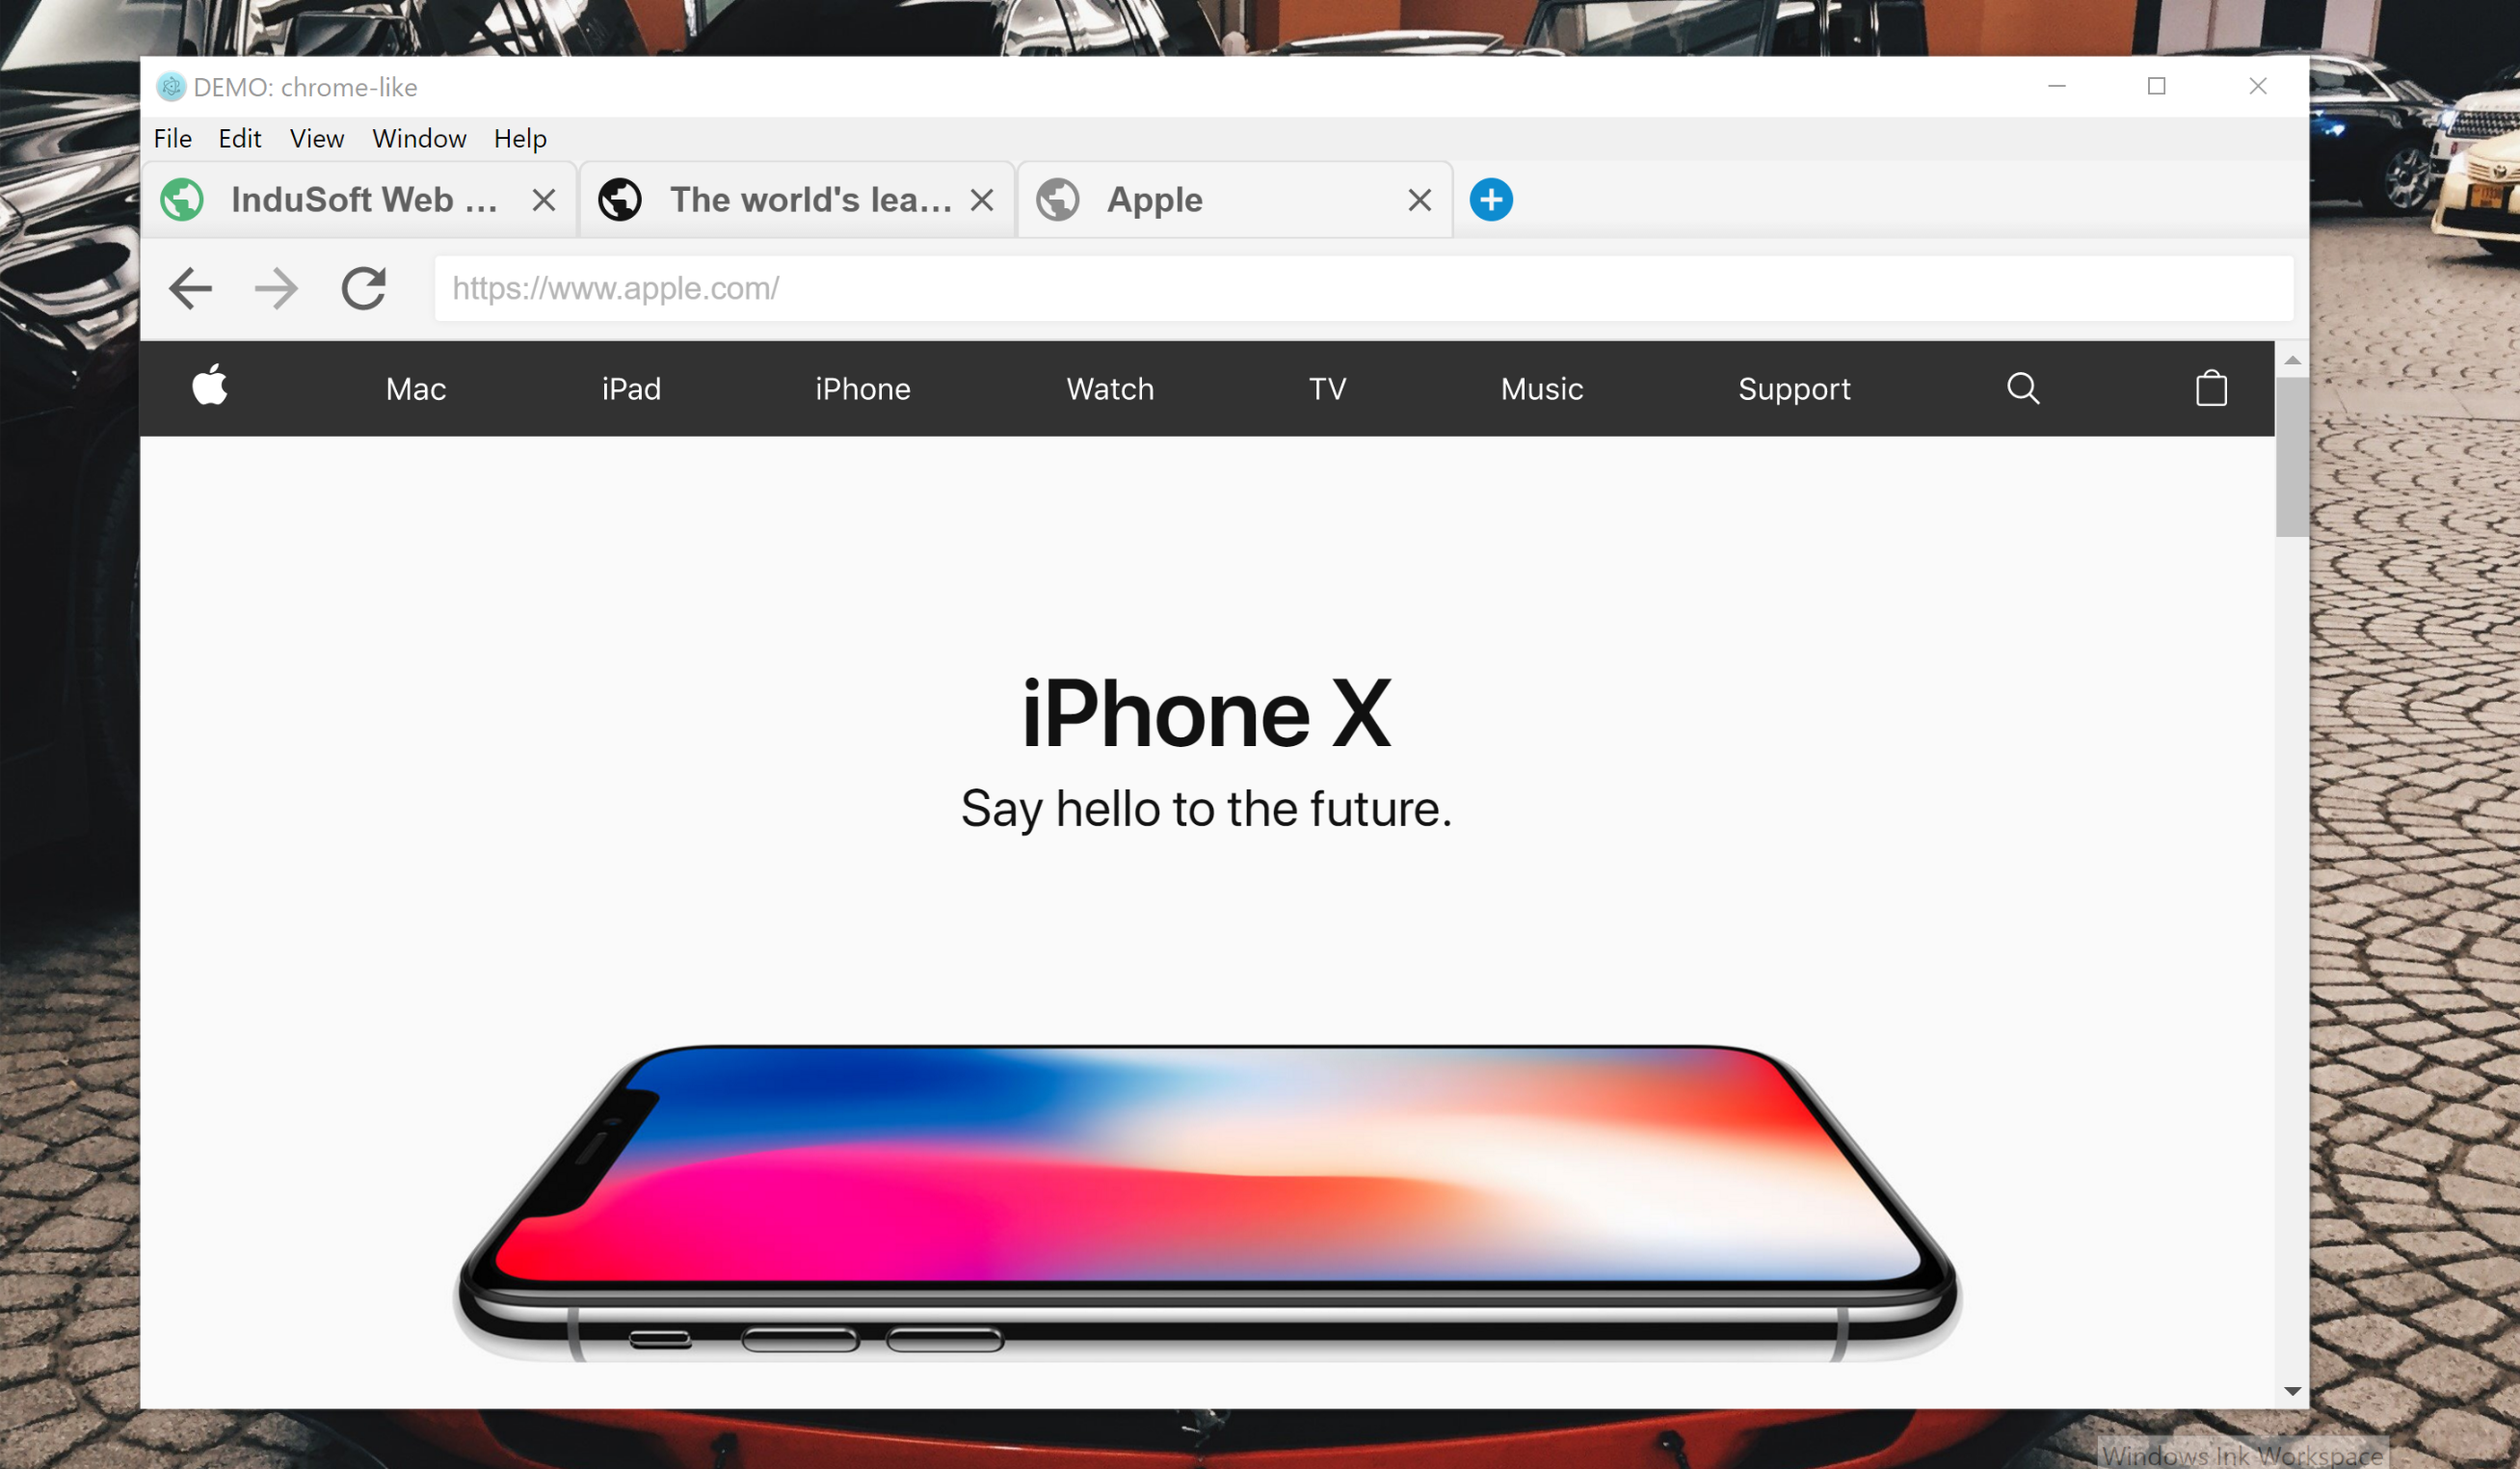 DEMO: chrome-like
File Edit View Window Help
InduSoft Web ... The world's lea... Apple
https://www.apple.com/
Mac iPad iPhone Watch TV Music Support
iPhone X
Say hello to the future.
Windows Ink Workspace